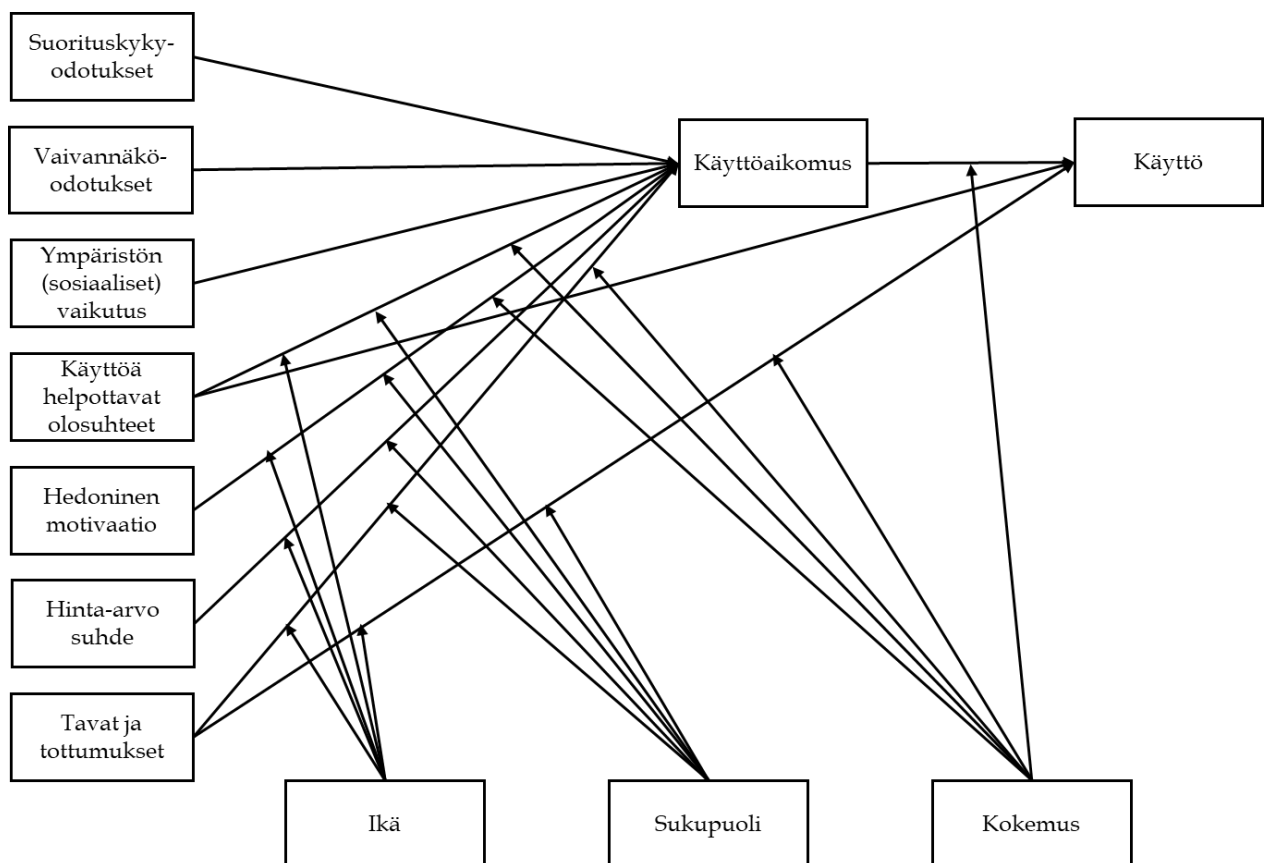 Suorituskyky-
odotukset
Vaivannäkö-
odotukset
Ympäristön
(sosiaaliset)
vaikutus
Käyttöä
helpottavat
olosuhteet
Hedoninen
motivaatio
Hinta-arvo
suhde
Tavat ja
tottumukset
Käyttöaikomus
Käyttö
Ikä
Sukupuoli
Kokemus